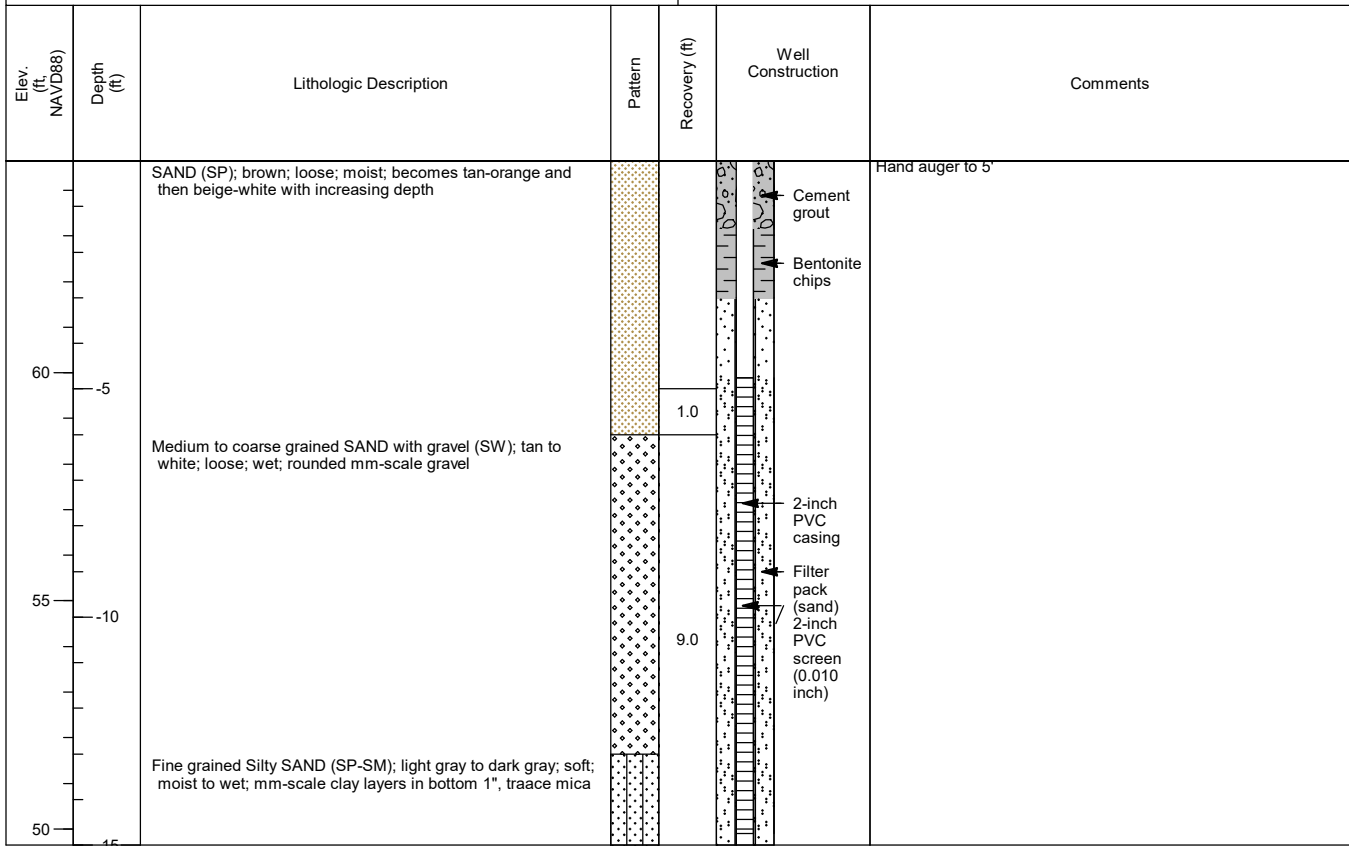 Elev.
(ft,
NAVD88)
Depth
(ft)
Lithologic Description
Pattern
Recovery (ft)
Well
Construction
Comments
SAND (SP); brown; loose; moist; becomes tan-orange and
then beige-white with increasing depth
Hand auger to 5'
Cement
grout
Bentonite
chips
60
-5
1.0
Medium to coarse grained SAND with gravel (SW); tan to
white; loose; wet; rounded mm-scale gravel
2-inch
PVC
casing
Filter
pack
(sand)
2-inch
PVC
screen
(0.010
inch)
55
-10
9.0
Fine grained Silty SAND (SP-SM); light gray to dark gray; soft;
moist to wet; mm-scale clay layers in bottom 1", traace mica
50
-15